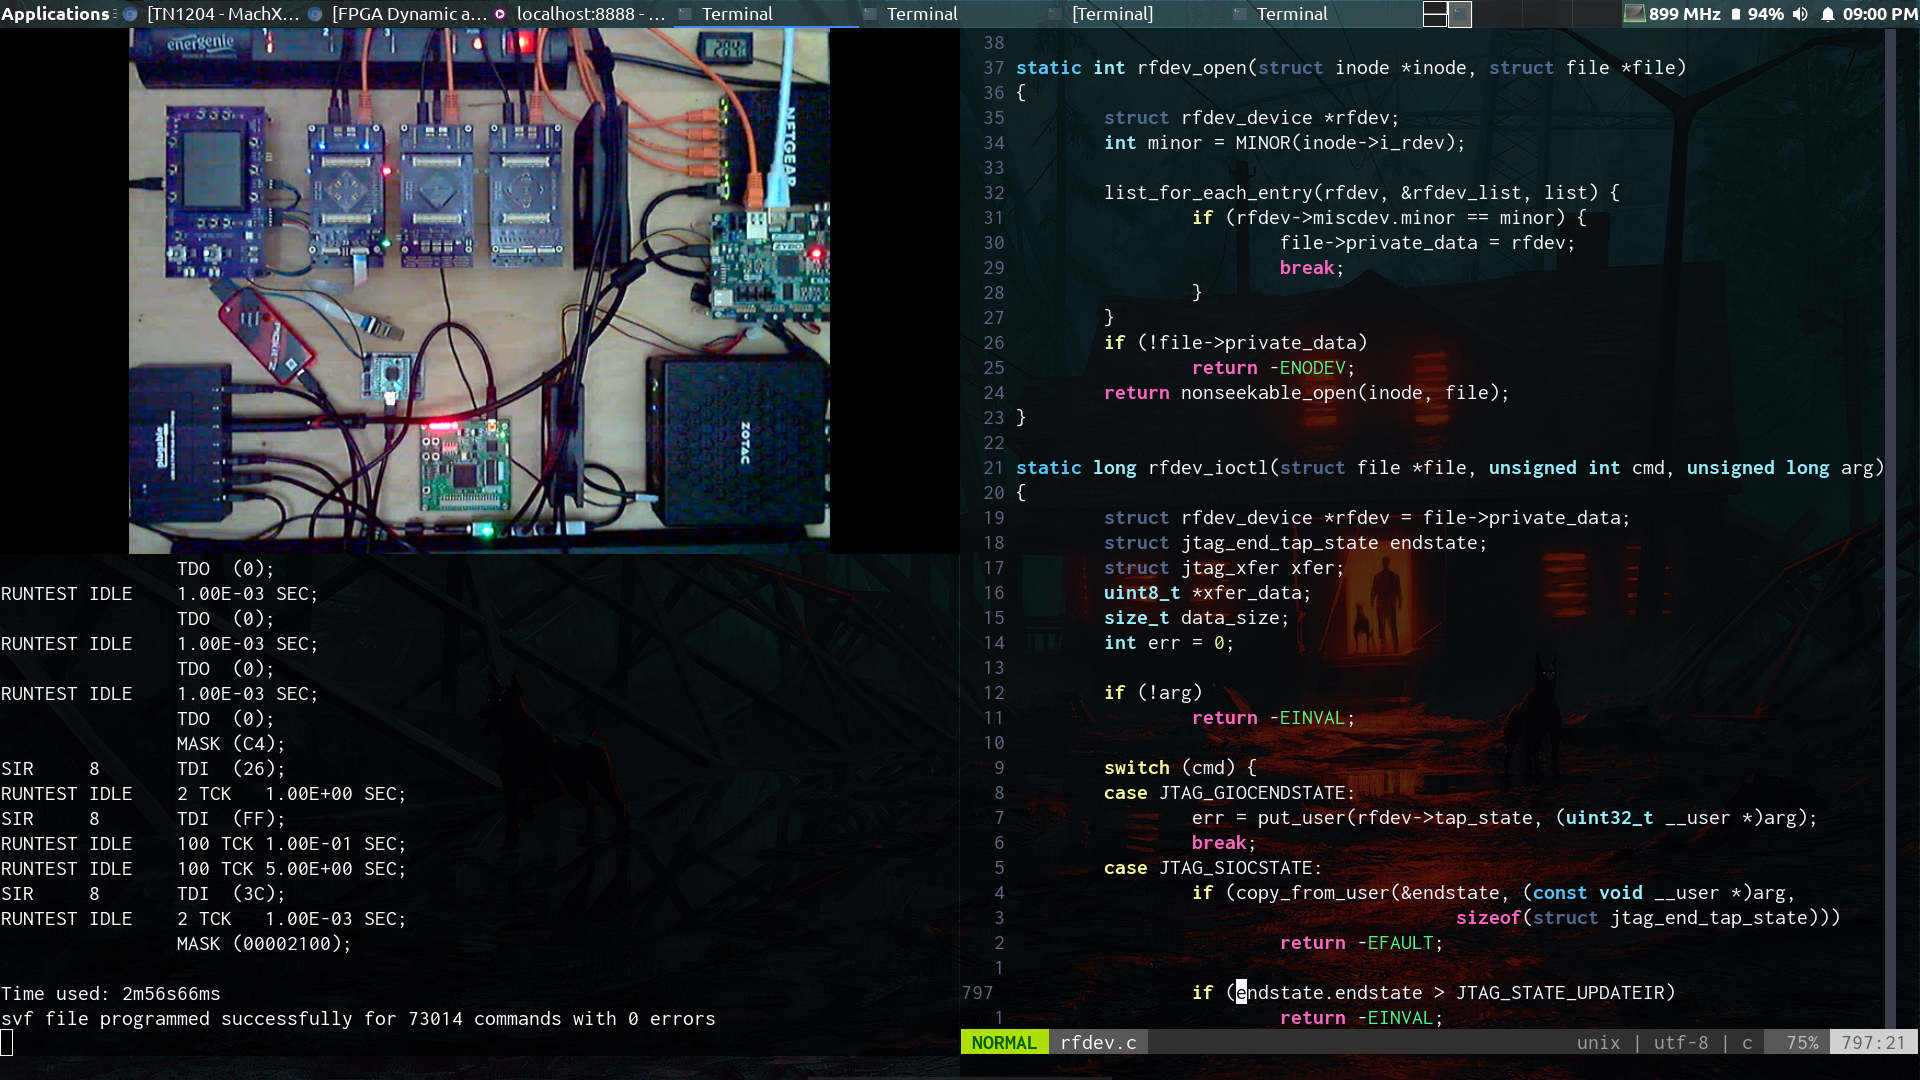 Applications
[TN1204 - MachX...
[FPGA Dynamic a...
localhost:8888 - ...
Terminal
Terminal
[Terminal]
Terminal
899 MHz
94%
09:00 PM
energenie
1
2
3
NETGEAR
ZYBO
PICkit 2
plugable
ZOTAC
TDO  (0);
RUNTEST IDLE    1.00E-03 SEC;
TDO  (0);
RUNTEST IDLE    1.00E-03 SEC;
TDO  (0);
RUNTEST IDLE    1.00E-03 SEC;
TDO  (0);
MASK (C4);
SIR     8       TDI  (26);
RUNTEST IDLE    2 TCK   1.00E+00 SEC;
SIR     8       TDI  (FF);
RUNTEST IDLE    100 TCK 1.00E-01 SEC;
RUNTEST IDLE    100 TCK 5.00E+00 SEC;
SIR     8       TDI  (3C);
RUNTEST IDLE    2 TCK   1.00E-03 SEC;
MASK (00002100);
Time used: 2m56s66ms
svf file programmed successfully for 73014 commands with 0 errors
38
37 static int rfdev_open(struct inode *inode, struct file *file)
36 {
35         struct rfdev_device *rfdev;
34         int minor = MINOR(inode->i_rdev);
33
32         list_for_each_entry(rfdev, &rfdev_list, list) {
31                 if (rfdev->miscdev.minor == minor) {
30                         file->private_data = rfdev;
29                         break;
28                 }
27         }
26         if (!file->private_data)
25                 return -ENODEV;
24         return nonseekable_open(inode, file);
23 }
22
21 static long rfdev_ioctl(struct file *file, unsigned int cmd, unsigned long arg)
20 {
19         struct rfdev_device *rfdev = file->private_data;
18         struct jtag_end_tap_state endstate;
17         struct jtag_xfer xfer;
16         uint8_t *xfer_data;
15         size_t data_size;
14         int err = 0;
13
12         if (!arg)
11                 return -EINVAL;
10
9         switch (cmd) {
8         case JTAG_GIOCENDSTATE:
7                 err = put_user(rfdev->tap_state, (uint32_t __user *)arg);
6                 break;
5         case JTAG_SIOCSTATE:
4                 if (copy_from_user(&endstate, (const void __user *)arg,
3                                         sizeof(struct jtag_end_tap_state)))
2                         return -EFAULT;
1
797                 if (endstate.endstate > JTAG_STATE_UPDATEIR)
1                         return -EINVAL;
NORMAL rfdev.c unix | utf-8 | c 75% 797:21